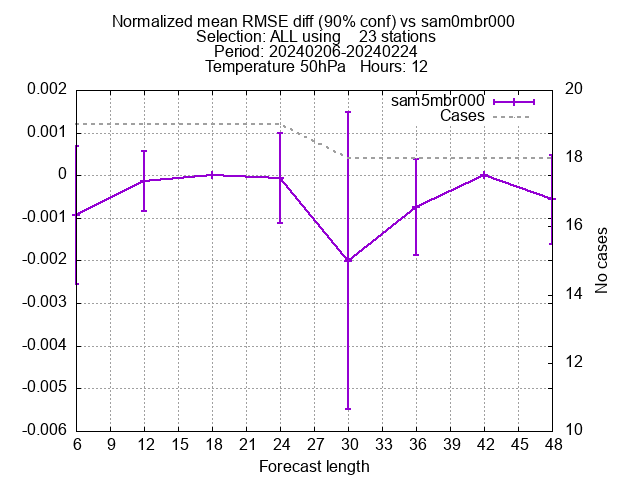 Normalized mean RMSE diff (90% conf) vs sam0mbr000
Selection: ALL using    23 stations
Period: 20240206-20240224
Temperature 50hPa   Hours: 12
sam5mbr000
Cases
0.002
0.001
0
-0.001
-0.002
-0.003
-0.004
-0.005
-0.006
20
18
16
14
12
10
No cases
6 9 12 15 18 21 24 27 30 33 36 39 42 45 48
Forecast length